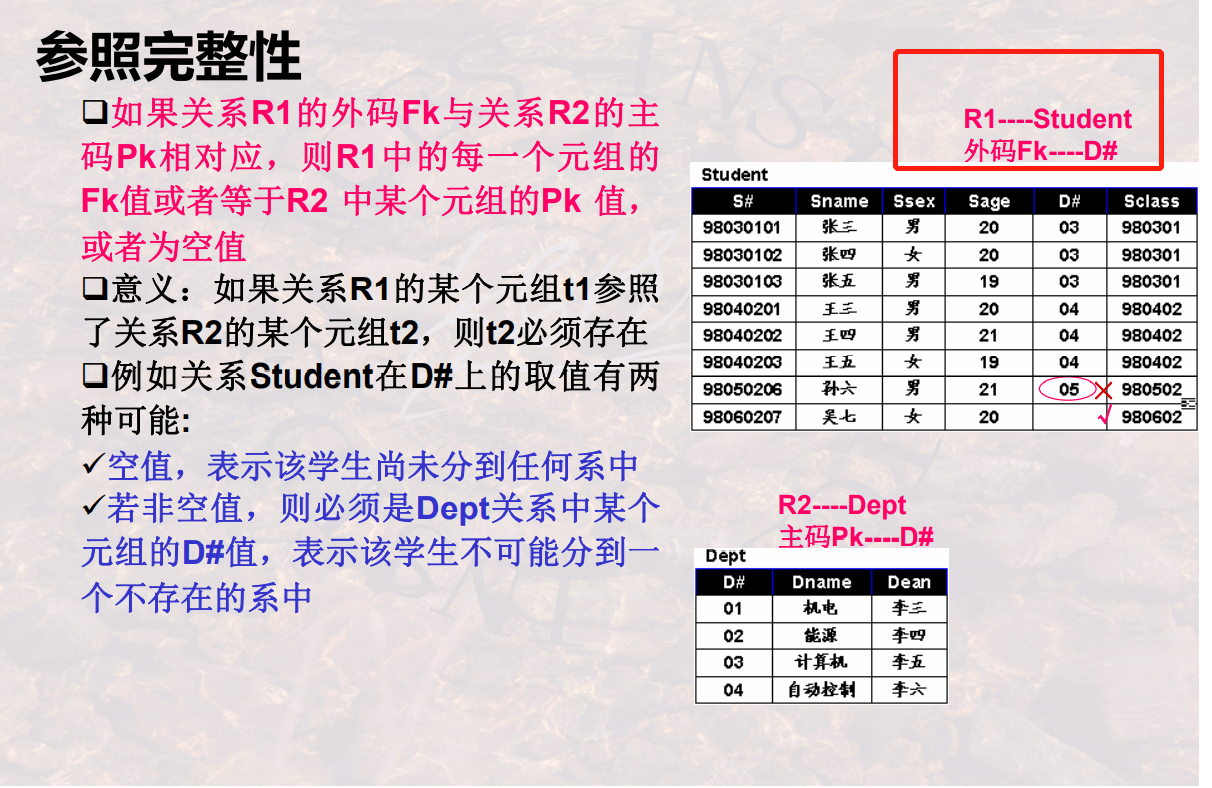 参照完整性
❑如果关系R1的外码Fk与关系R2的主
码Pk相对应，则R1中的每一个元组的
Fk值或者等于R2 中某个元组的Pk 值，
或者为空值
❑意义：如果关系R1的某个元组t1参照
了关系R2的某个元组t2，则t2必须存在
❑例如关系Student在D#上的取值有两
种可能:
✓空值，表示该学生尚未分到任何系中
✓若非空值，则必须是Dept关系中某个
元组的D#值，表示该学生不可能分到一
个不存在的系中
R1----Student
外码Fk----D#
Student
S# Sname Ssex Sage D# Sclass
98030101 张三 男 20 03 980301
98030102 张四 女 20 03 980301
98030103 张五 男 19 03 980301
98040201 王三 男 20 04 980402
98040202 王四 男 21 04 980402
98040203 王五 女 19 04 980402
98050206 孙六 男 21 05 980502
98060207 吴七 女 20 980602
R2----Dept
主码Pk----D#
Dept
D# Dname Dean
01 机电 李三
02 能源 李四
03 计算机 李五
04 自动控制 李六